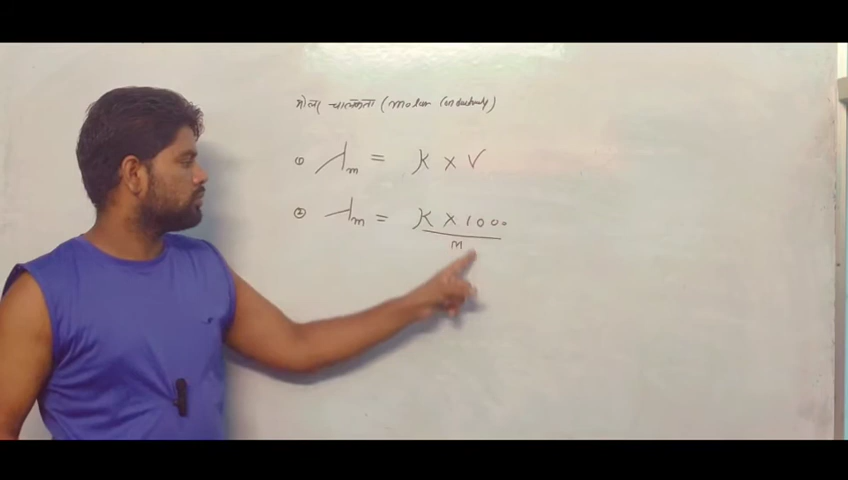 मोलर चालकता (molar conductivity)
① λm = K × V
② λm = K × 1000
m